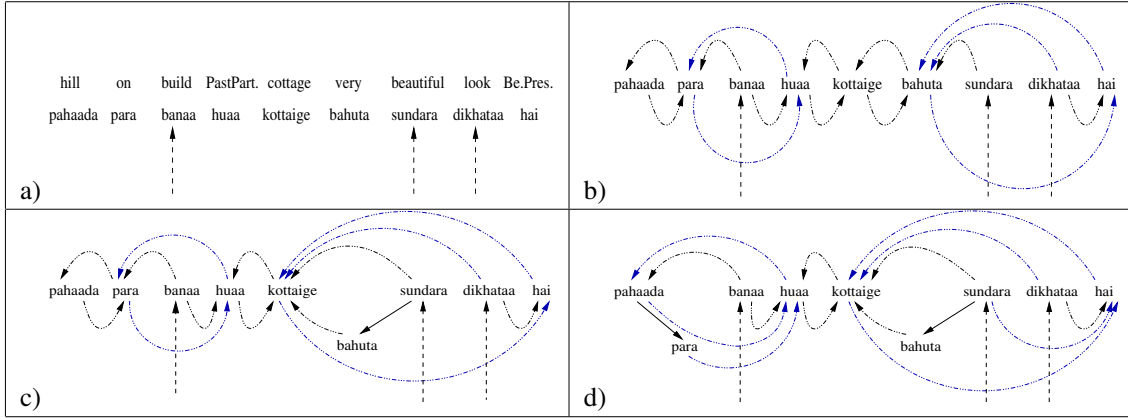 hill on build PastPart. cottage very beautiful look Be.Pres.
pahaada para banaa huaa kottaige bahuta sundara dikhataa hai
a)
pahaada para banaa huaa kottaige bahuta sundara dikhataa hai
b)
pahaada para banaa huaa kottaige sundara dikhataa hai
bahuta
c)
pahaada banaa huaa kottaige sundara dikhataa hai
para bahuta
d)